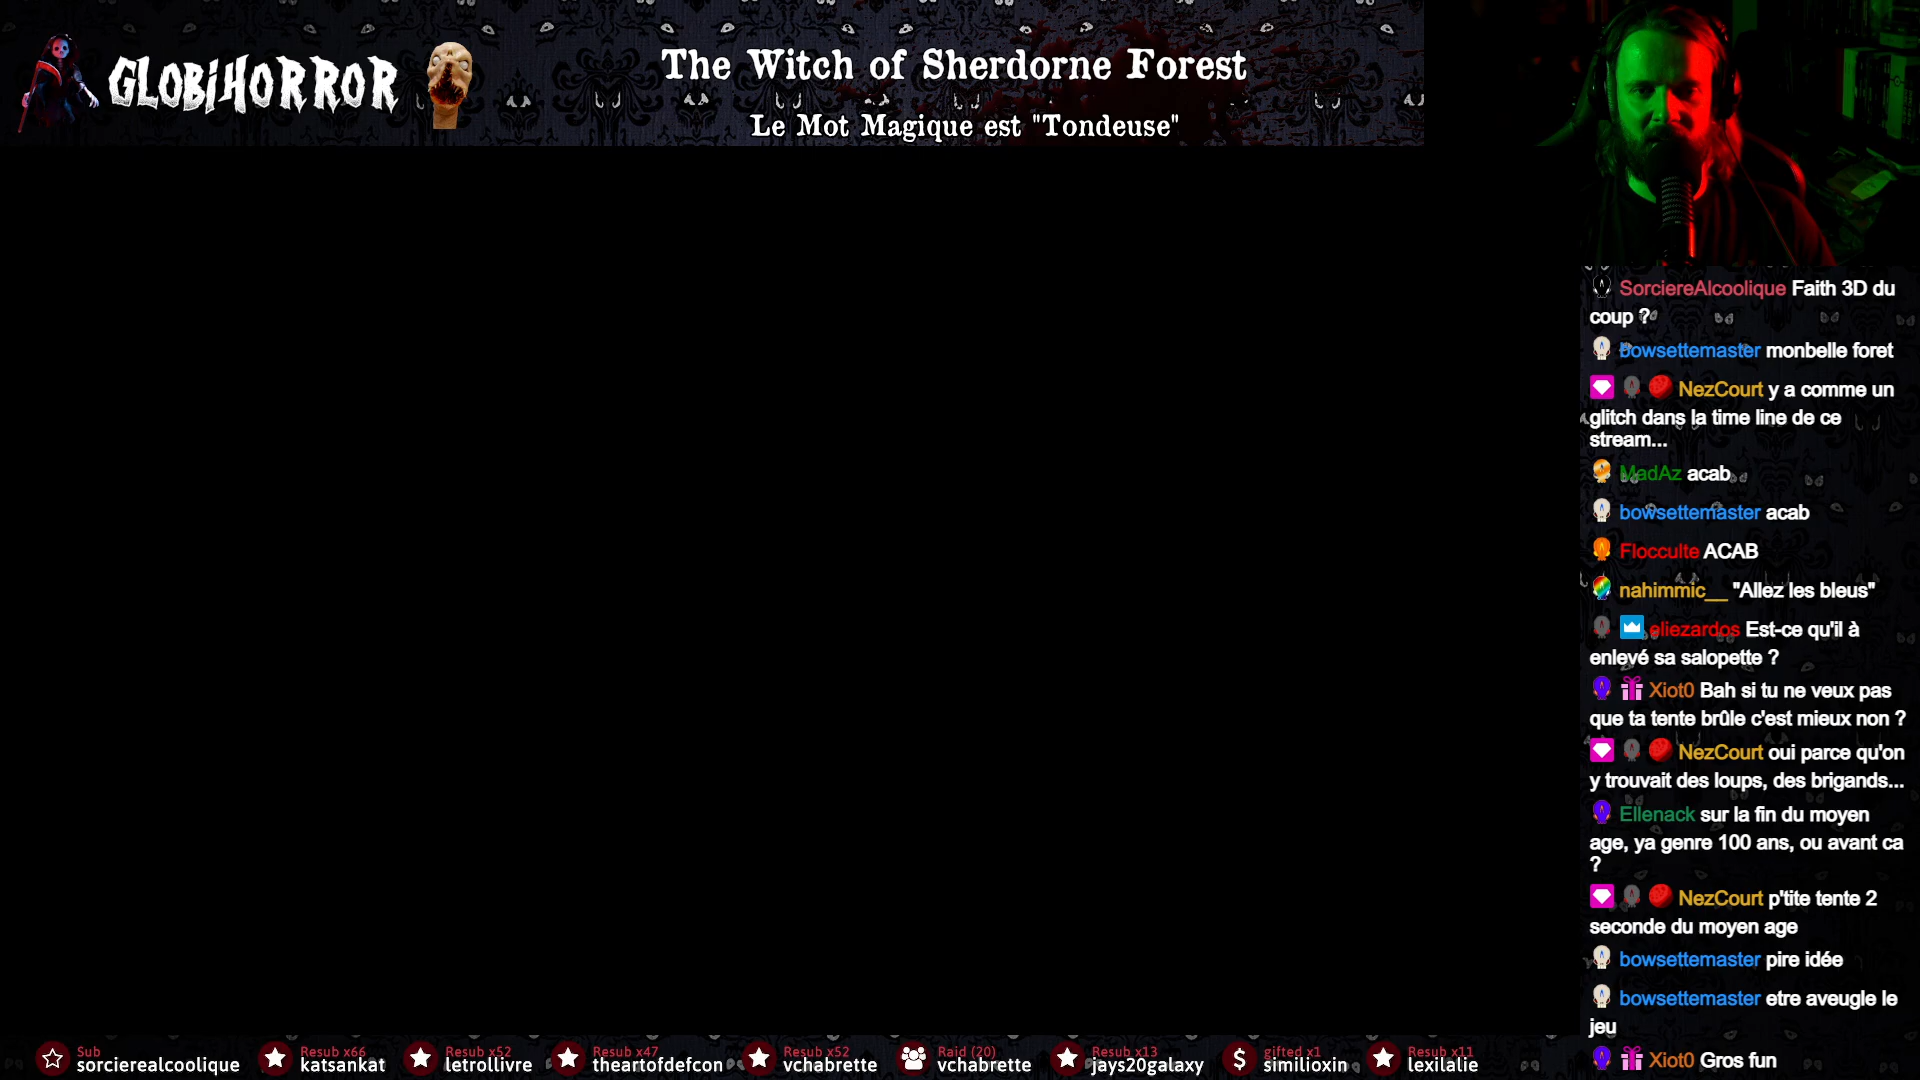 GLOBIHORROR
The Witch of Sherdorne Forest
Le Mot Magique est "Tondeuse"
SorciereAlcoolique Faith 3D du
coup ?
bowsettemaster monbelle foret
NezCourt y a comme un
glitch dans la time line de ce
stream...
MadAz acab
bowsettemaster acab
Flocculte ACAB
nahimmic__ "Allez les bleus"
eliezardos Est-ce qu'il à
enlevé sa salopette ?
Xiot0 Bah si tu ne veux pas
que ta tente brûle c'est mieux non ?
NezCourt oui parce qu'on
y trouvait des loups, des brigands...
Ellenack sur la fin du moyen
age, ya genre 100 ans, ou avant ca
?
NezCourt p'tite tente 2
seconde du moyen age
bowsettemaster pire idée
bowsettemaster etre aveugle le
jeu
Xiot0 Gros fun
Sub
sorcierealcoolique
Resub x66
katsankat
Resub x52
letrollivre
Resub x47
theartofdefcon
Resub x52
vchabrette
Raid (20)
vchabrette
Resub x13
jays20galaxy
gifted x1
similioxin
Resub x11
lexilalie